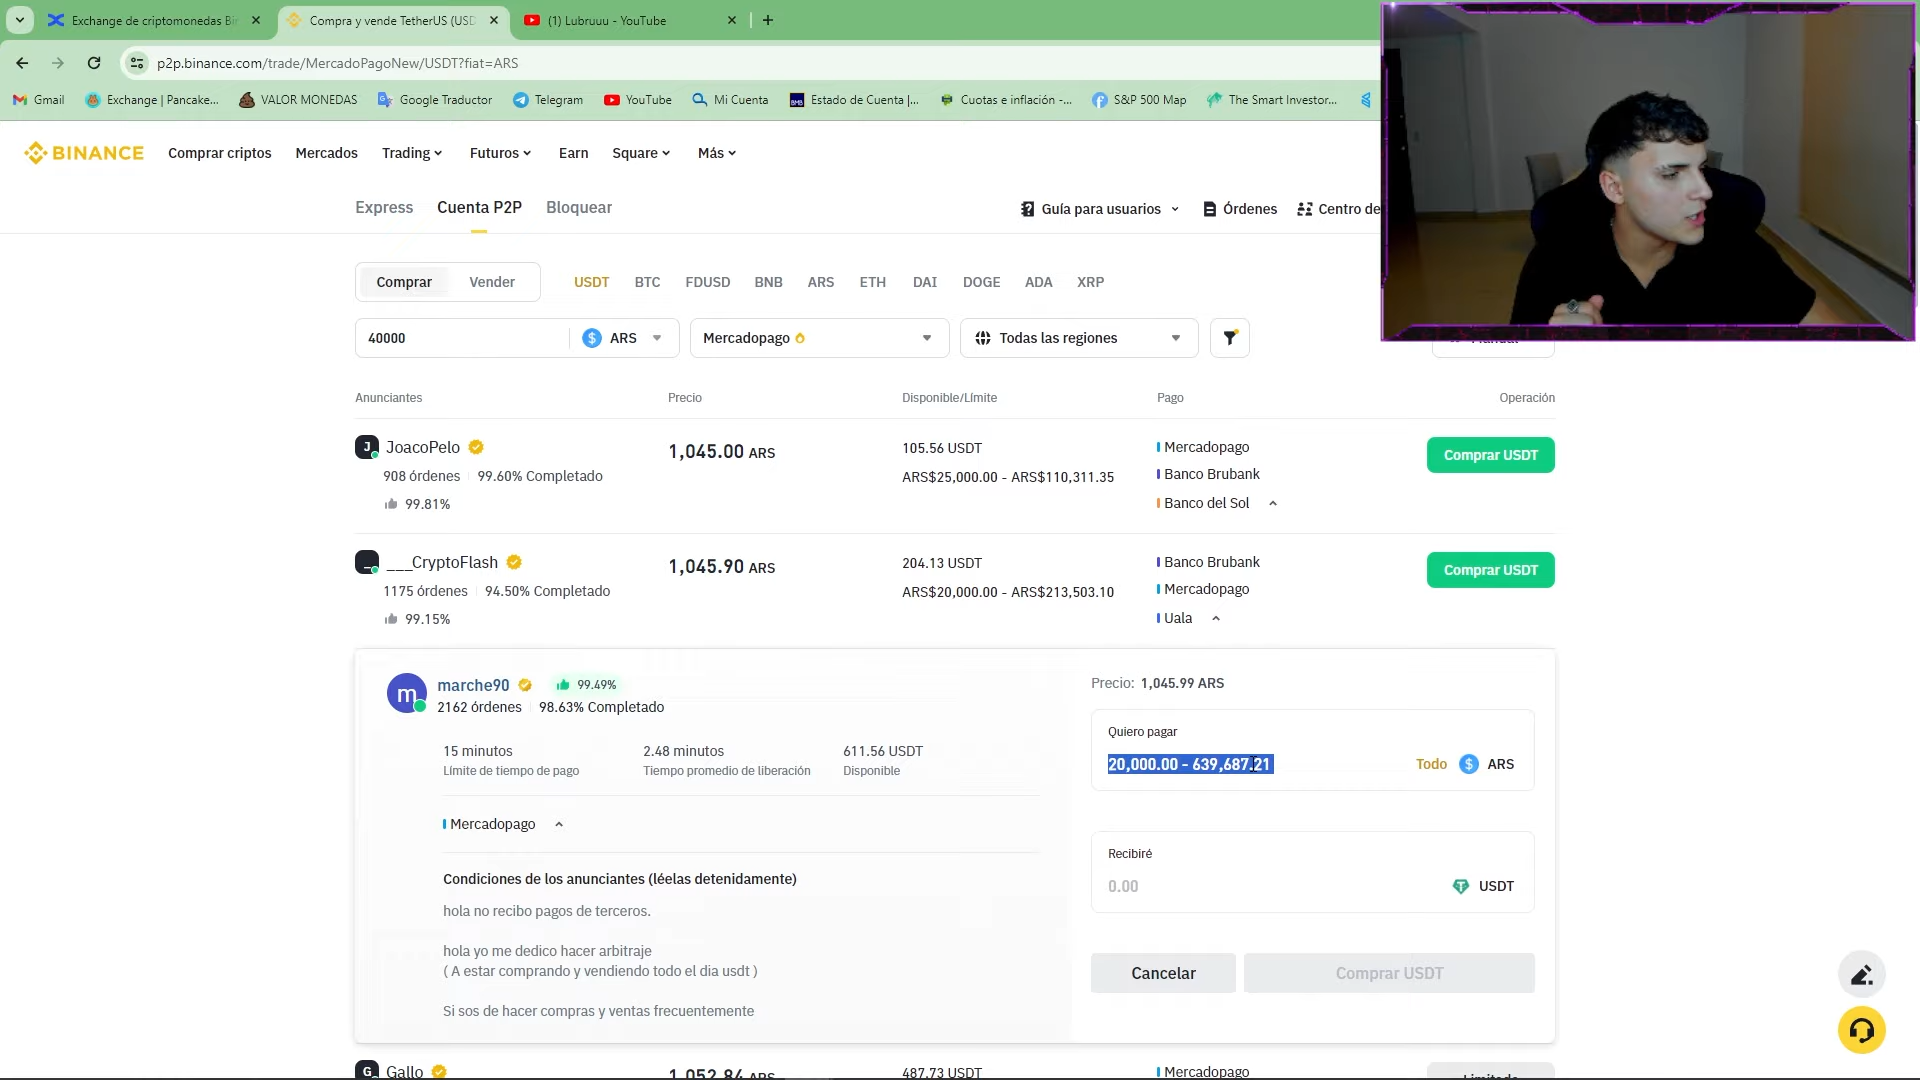 Exchange de criptomonedas Bi
Compra y vende TetherUS (USD
(1) Lubruuu - YouTube
p2p.binance.com/trade/MercadoPagoNew/USDT?fiat=ARS
Gmail
Exchange | Pancake...
VALOR MONEDAS
Google Traductor
Telegram
YouTube
Mi Cuenta
Estado de Cuenta |...
Cuotas e inflación -...
S&P 500 Map
The Smart Investor...
BINANCE
Comprar criptos
Mercados
Trading
Futuros
Earn
Square
Más
Express
Cuenta P2P
Bloquear
Guía para usuarios
Órdenes
Centro de
Comprar
Vender
USDT
BTC
FDUSD
BNB
ARS
ETH
DAI
DOGE
ADA
XRP
40000
$ ARS
Mercadopago
Todas las regiones
Anunciantes
Precio
Disponible/Límite
Pago
Operación
J JoacoPelo
908 órdenes
99.60% Completado
99.81%
1,045.00 ARS
105.56 USDT
ARS$25,000.00 - ARS$110,311.35
Mercadopago
Banco Brubank
Banco del Sol
Comprar USDT
_ ___CryptoFlash
1175 órdenes
94.50% Completado
99.15%
1,045.90 ARS
204.13 USDT
ARS$20,000.00 - ARS$213,503.10
Banco Brubank
Mercadopago
Uala
Comprar USDT
m marche90
99.49%
2162 órdenes
98.63% Completado
15 minutos
Límite de tiempo de pago
2.48 minutos
Tiempo promedio de liberación
611.56 USDT
Disponible
Mercadopago
Condiciones de los anunciantes (léelas detenidamente)
hola no recibo pagos de terceros.
hola yo me dedico hacer arbitraje
( A estar comprando y vendiendo todo el dia usdt )
Si sos de hacer compras y ventas frecuentemente
Precio: 1,045.99 ARS
Quiero pagar
20,000.00 - 639,687.21
Todo $ ARS
Recibiré
0.00
USDT
Cancelar
Comprar USDT
G Gallo
1,052.84 ARS
487.73 USDT
Mercadopago